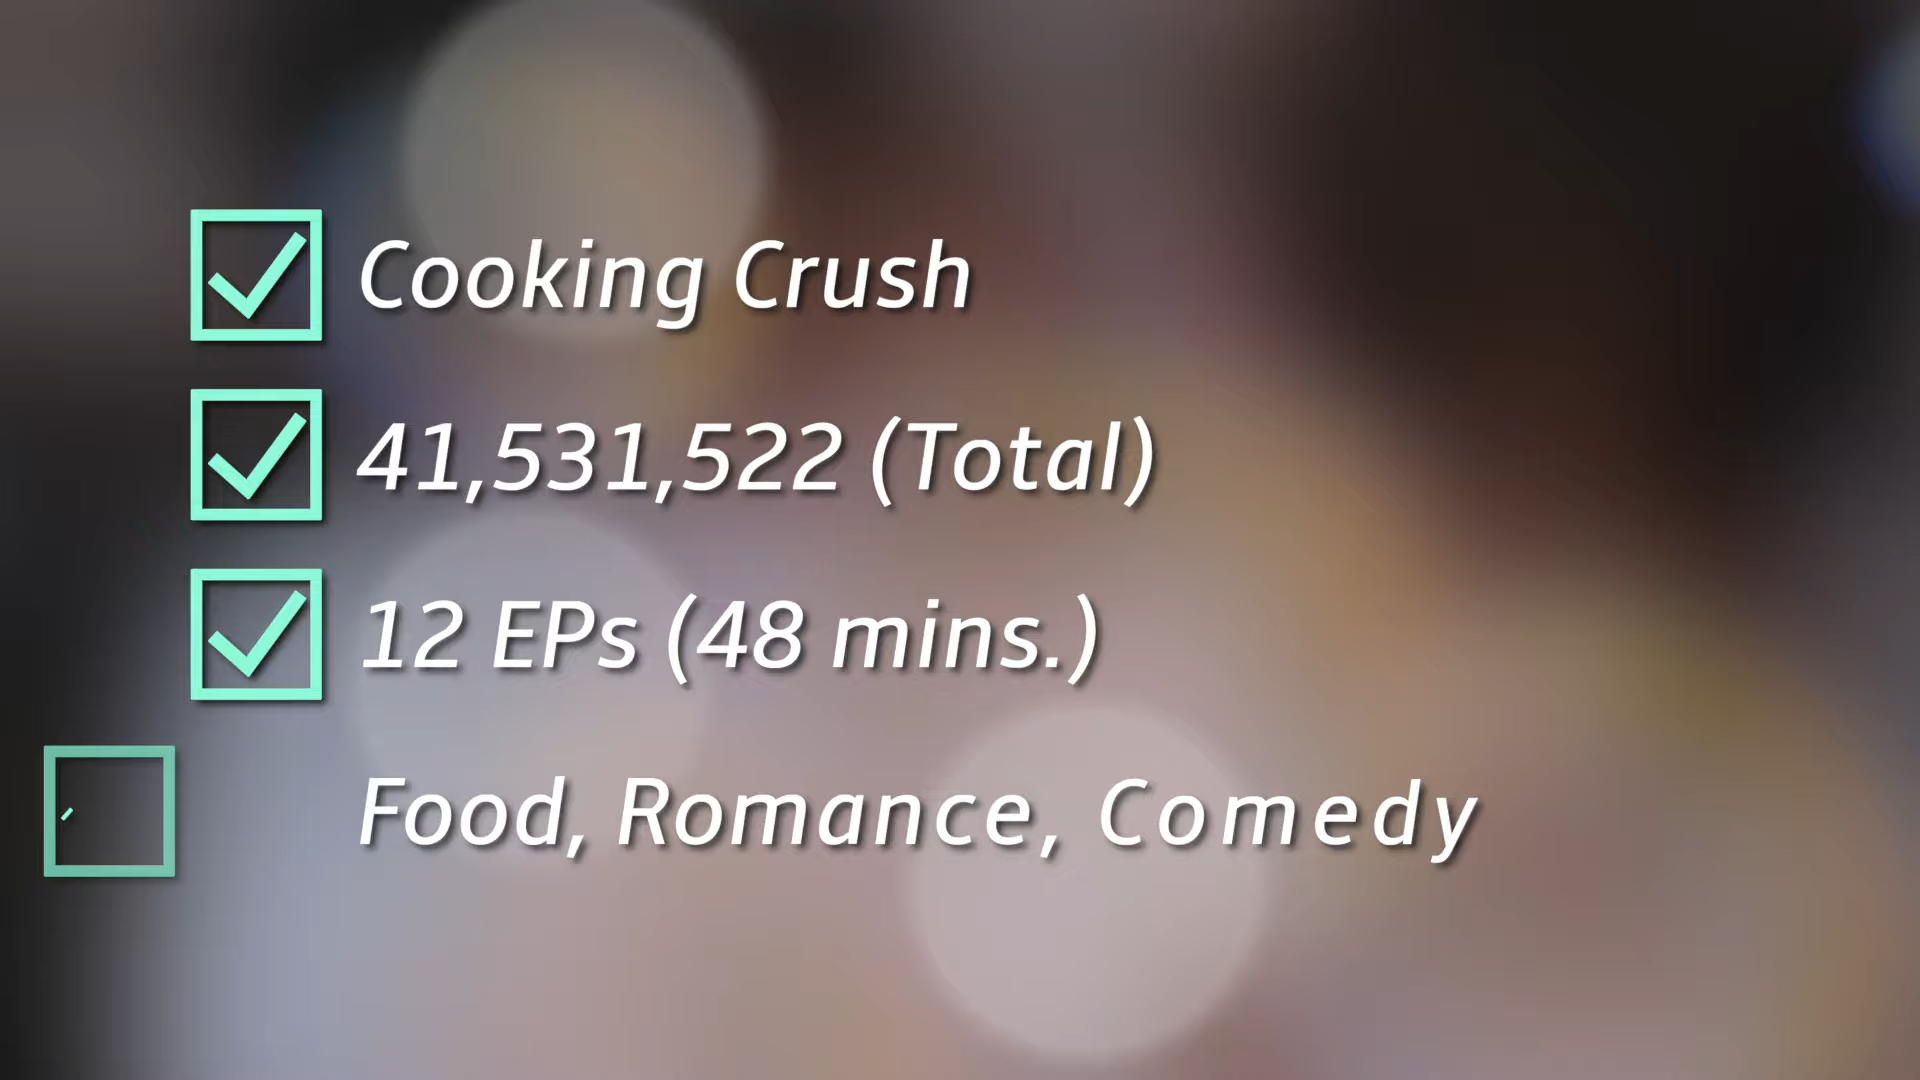 Cooking Crush
41,531,522 (Total)
12 EPs (48 mins.)
Food, Romance, Comedy